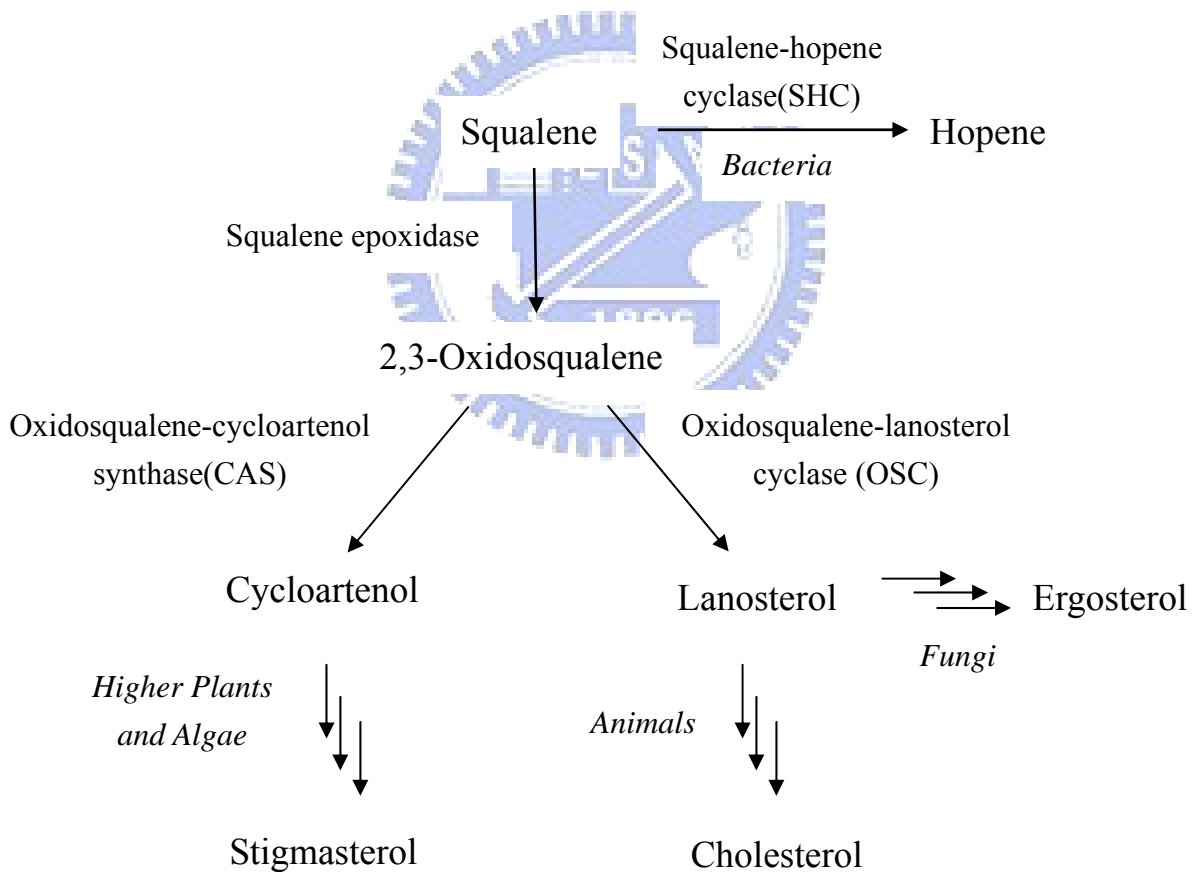 Squalene-hopene
cyclase(SHC)
Squalene
Hopene
Bacteria
Squalene epoxidase
2,3-Oxidosqualene
Oxidosqualene-cycloartenol
synthase(CAS)
Oxidosqualene-lanosterol
cyclase (OSC)
Cycloartenol
Lanosterol
Ergosterol
Fungi
Higher Plants
and Algae
Animals
Stigmasterol
Cholesterol